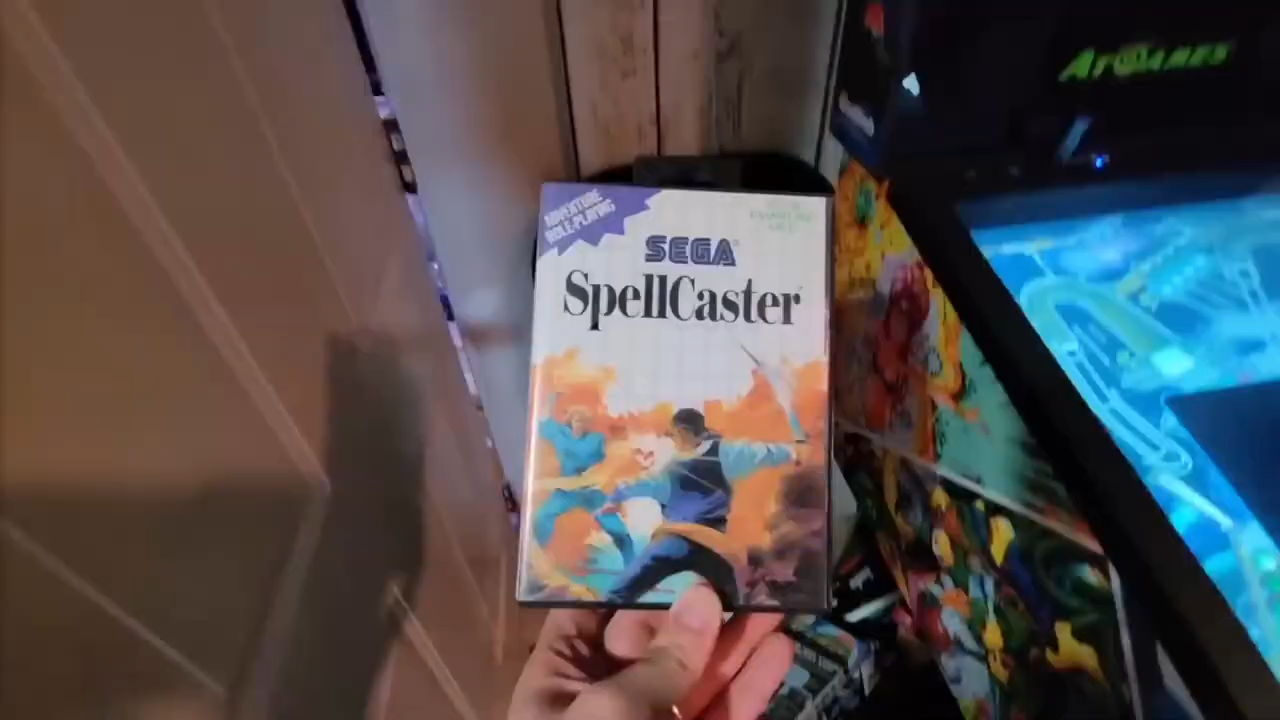 ADVENTURE
ROLE-PLAYING
SEGA
SpellCaster
ATGAMES